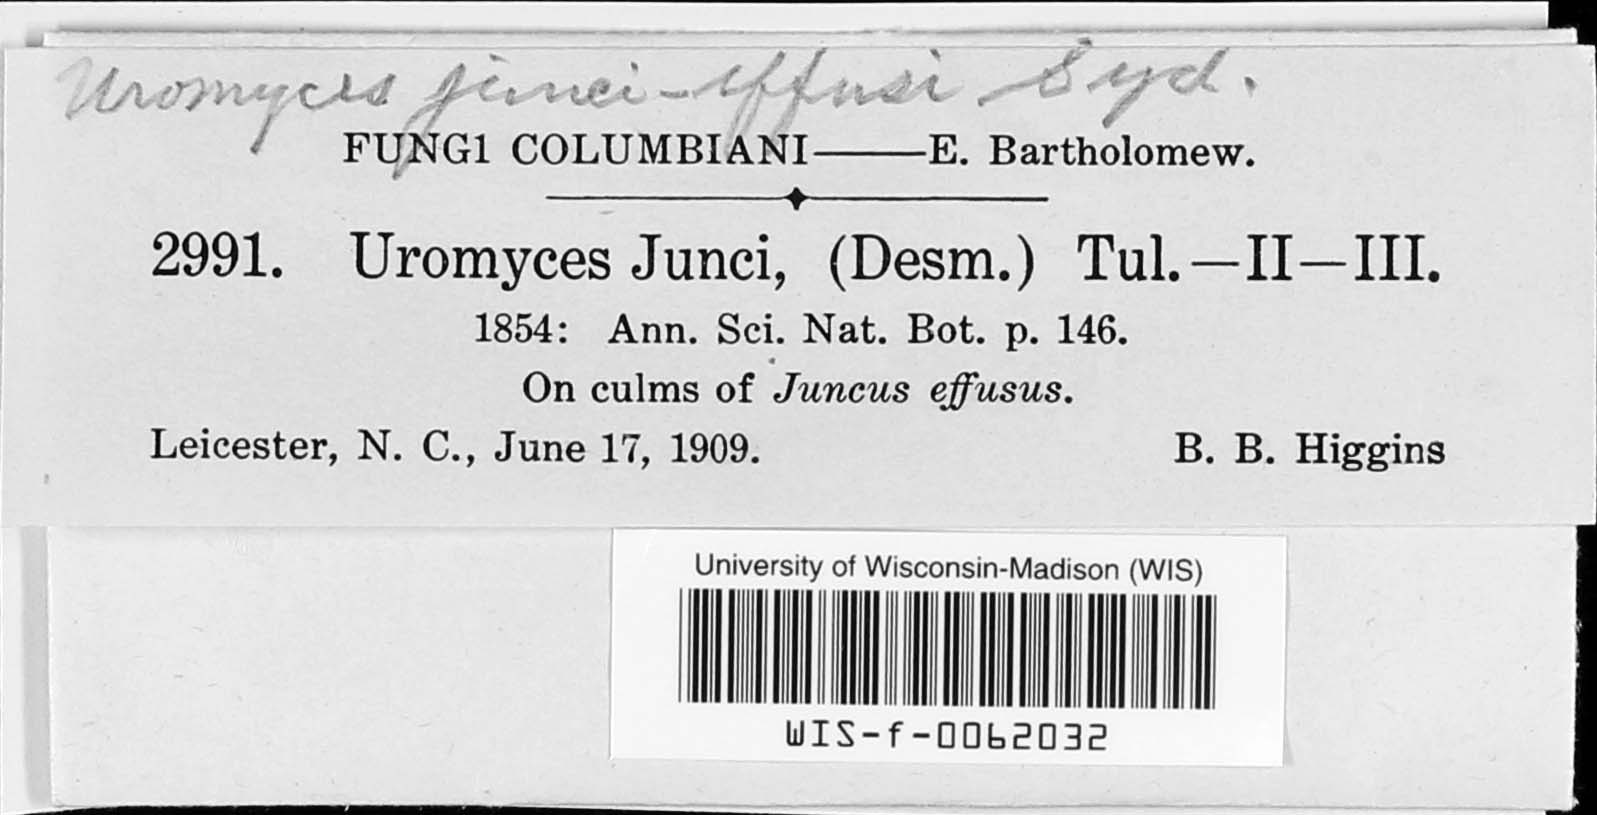 Uromyces junci-effusi Syd.
FUNG1 COLUMBIANI——E. Bartholomew.
2991. Uromyces Junci, (Desm.) Tul.—II—III.
1854: Ann. Sci. Nat. Bot. p. 146.
On culms of Juncus effusus.
Leicester, N. C., June 17, 1909. B. B. Higgins
University of Wisconsin-Madison (WIS)
WIS-f-0062032